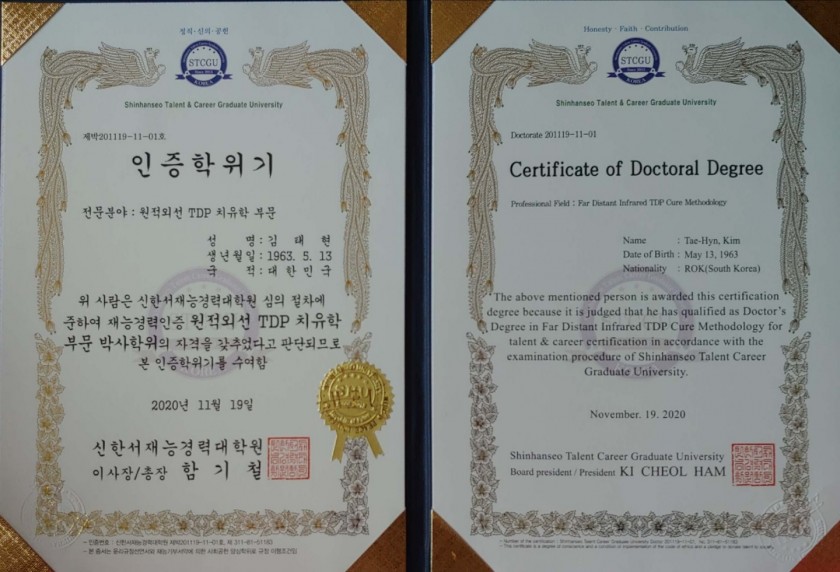 정의·신의·공헌
STCGU
KOREA
Shinhanseo Talent & Career Graduate University
제박201119-11-01호
인증학위기
전문분야 : 원적외선 TDP 치유학 부문
성 명 : 김 태 현
생년월일 : 1963. 5. 13
국 적 : 대한민국
위 사람은 신한서재능경력대학원 심의 절차에
준하여 재능경력인증 원적외선 TDP 치유학
부문 박사학위의 자격을 갖추었다고 판단되므로
본 인증학위기를 수여함
2020년 11월 19일
신한서재능경력대학원
이사장/총장 함 기 철
Honesty · Faith · Contribution
STCGU
KOREA
Shinhanseo Talent & Career Graduate University
Doctorate 201119-11-01
Certificate of Doctoral Degree
Professional Field : Far Distant Infrared TDP Cure Methodology
Name : Tae-Hyn, Kim
Date of Birth : May 13, 1963
Nationality : ROK(South Korea)
The above mentioned person is awarded this certification
degree because it is judged that he has qualified as Doctor's
Degree in Far Distant Infrared TDP Cure Methodology for
talent & career certification in accordance with the
examination procedure of Shinhanseo Talent Career
Graduate University.
November. 19. 2020
Shinhanseo Talent Career Graduate University
Board president / President KI CHEOL HAM